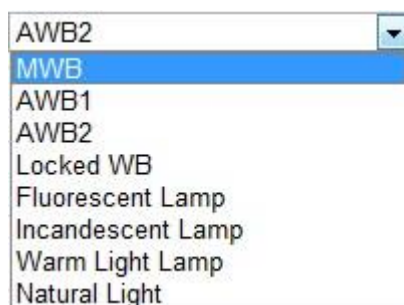 AWB2
MWB
AWB1
AWB2
Locked WB
Fluorescent Lamp
Incandescent Lamp
Warm Light Lamp
Natural Light